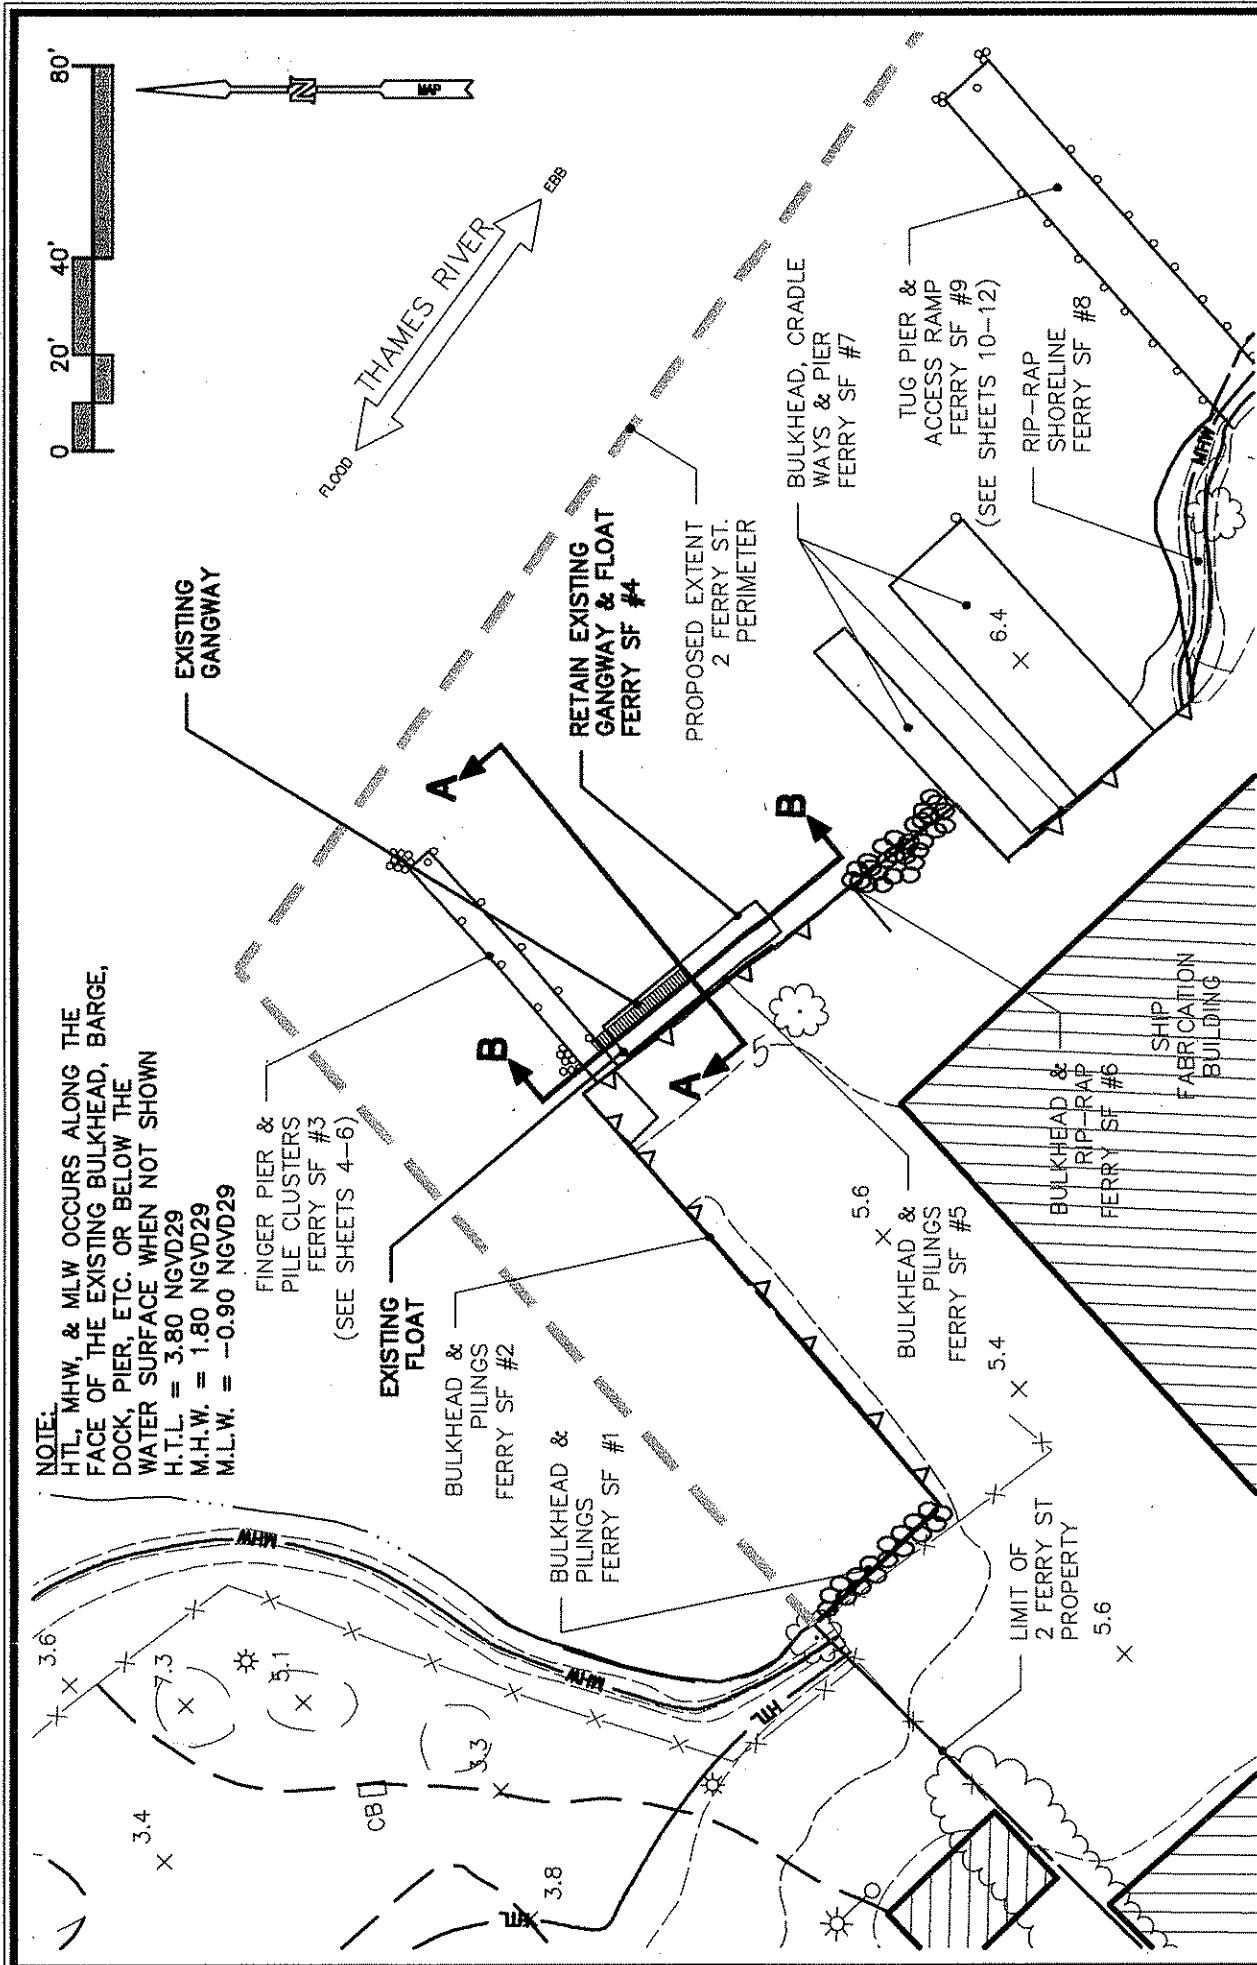 NOTE:
HTL, MHW, & MLW OCCURS ALONG THE
FACE OF THE EXISTING BULKHEAD, BARGE,
DOCK, PIER, ETC. OR BELOW THE
WATER SURFACE WHEN NOT SHOWN
H.T.L. = 3.80 NGVD29
M.H.W. = 1.80 NGVD29
M.L.W. = -0.90 NGVD29
0 20' 40' 80'
N
MAP
THAMES RIVER
FLOOD
EBB
EXISTING
GANGWAY
FINGER PIER &
PILE CLUSTERS
FERRY SF #3
(SEE SHEETS 4-6)
EXISTING
FLOAT
BULKHEAD &
PILINGS
FERRY SF #2
BULKHEAD &
PILINGS
FERRY SF #1
RETAIN EXISTING
GANGWAY & FLOAT
FERRY SF #4
PROPOSED EXTENT
2 FERRY ST.
PERIMETER
BULKHEAD, CRADLE
WAYS & PIER
FERRY SF #7
TUG PIER &
ACCESS RAMP
FERRY SF #9
(SEE SHEETS 10-12)
RIP-RAP
SHORELINE
FERRY SF #8
A
A
B
B
5
6.4
MHW
BULKHEAD &
PILINGS
FERRY SF #5
BULKHEAD &
RIP-RAP
FERRY SF #6
SHIP
FABRICATION
BUILDING
5.6
5.4
LIMIT OF
2 FERRY ST
PROPERTY
5.6
3.6
7.3
5.1
3.4
3.3
CB
3.8
MHW
MHW
HTL
HTL